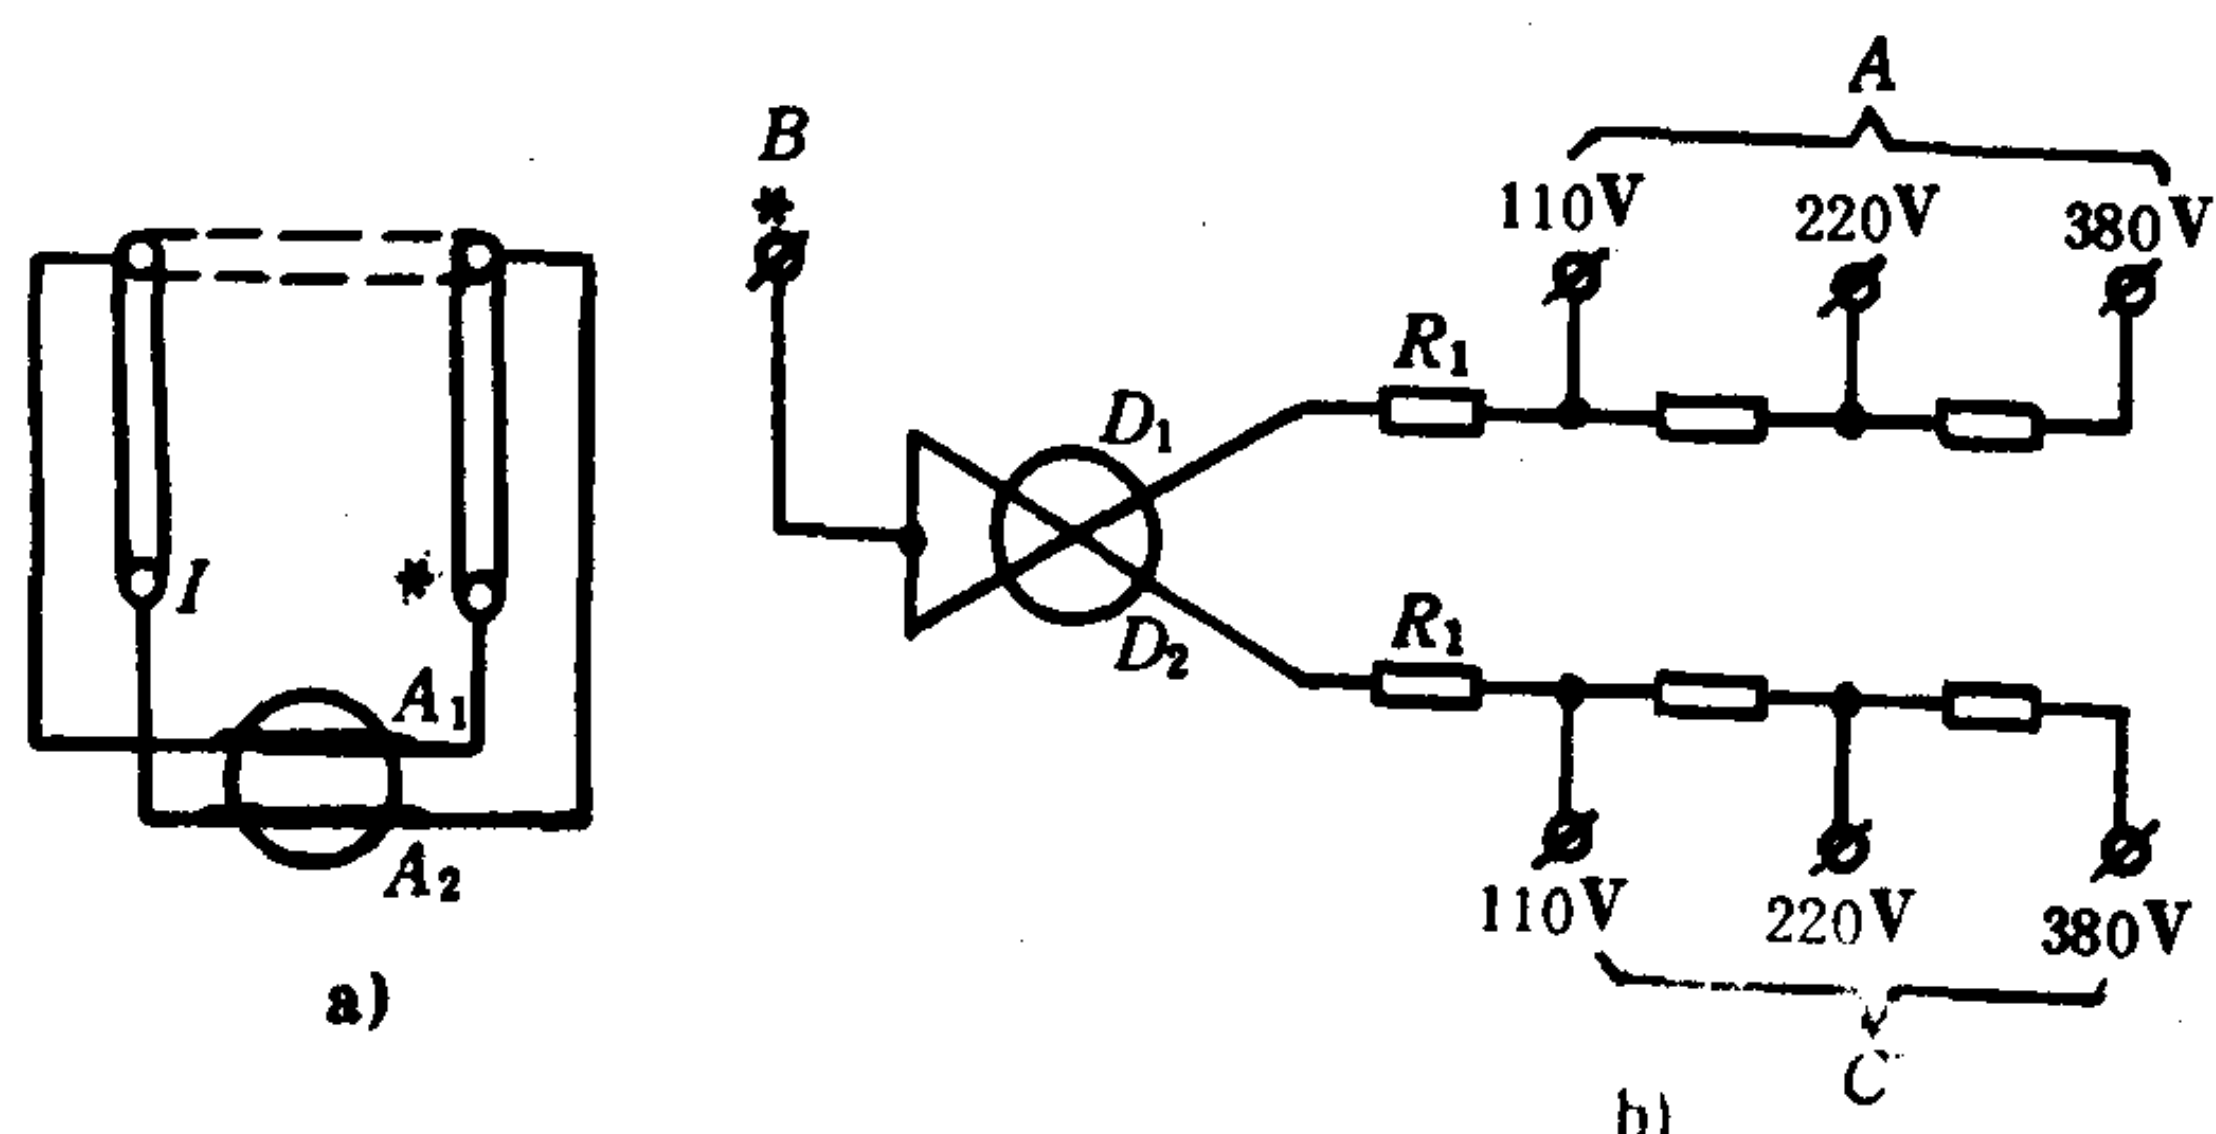 A
B
*
110V 220V 380V
R1
D1
I
*
R1
D2
A1
A2
110V 220V 380V
a)
C
b)